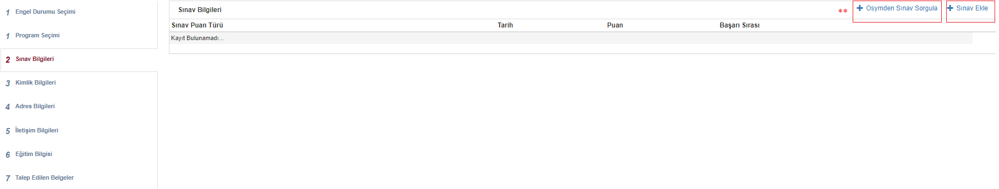 1 Engel Durumu Seçimi
1 Program Seçimi
2 Sınav Bilgileri
3 Kimlik Bilgileri
4 Adres Bilgileri
5 İletişim Bilgileri
6 Eğitim Bilgisi
7 Talep Edilen Belgeler
Sınav Bilgileri
** + Osymden Sınav Sorgula + Sınav Ekle
Sınav Puan Türü Tarih Puan Başarı Sırası
Kayıt Bulunamadı...